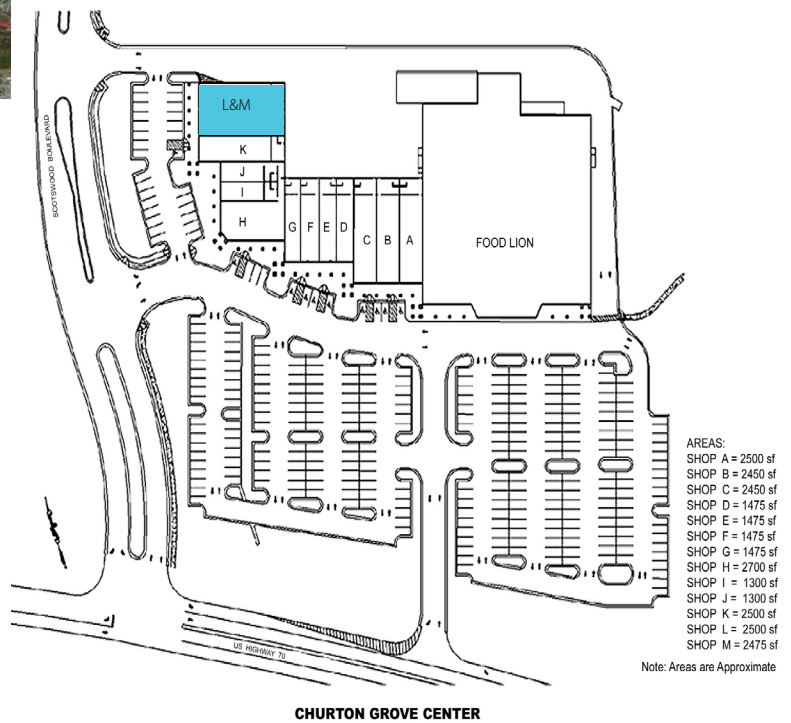 L&M
K
J
I
H
G F E D
C B A
FOOD LION
SCOTSWOOD BOULEVARD
AREAS:
SHOP A = 2500 sf
SHOP B = 2450 sf
SHOP C = 2450 sf
SHOP D = 1475 sf
SHOP E = 1475 sf
SHOP F = 1475 sf
SHOP G = 1475 sf
SHOP H = 2700 sf
SHOP I = 1300 sf
SHOP J = 1300 sf
SHOP K = 2500 sf
SHOP L = 2500 sf
SHOP M = 2475 sf
Note: Areas are Approximate
US HIGHWAY 70
CHURTON GROVE CENTER